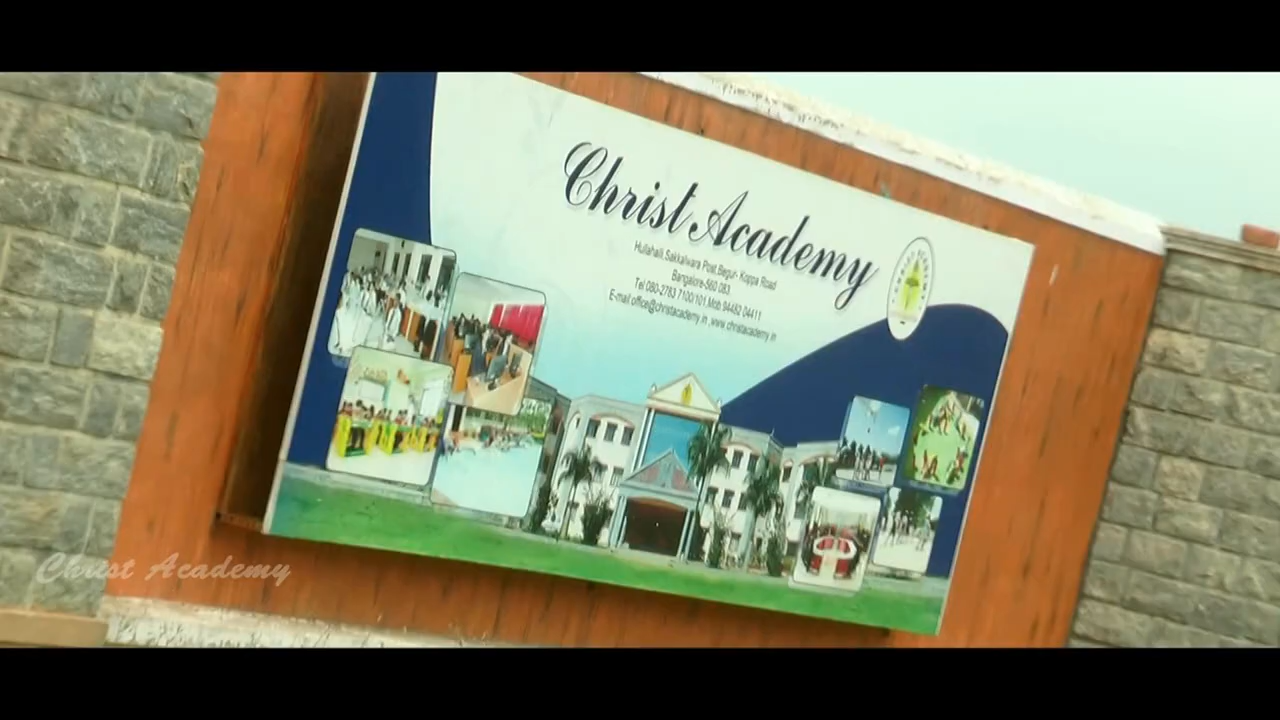 Christ Academy
Hullahalli, Sakkalwara Post, Begur - Koppa Road
Bangalore-560 083
Tel 080-2783 7100/101, Mob 94482 04411
E-mail office@christacademy.in , www.christacademy.in
Christ Academy